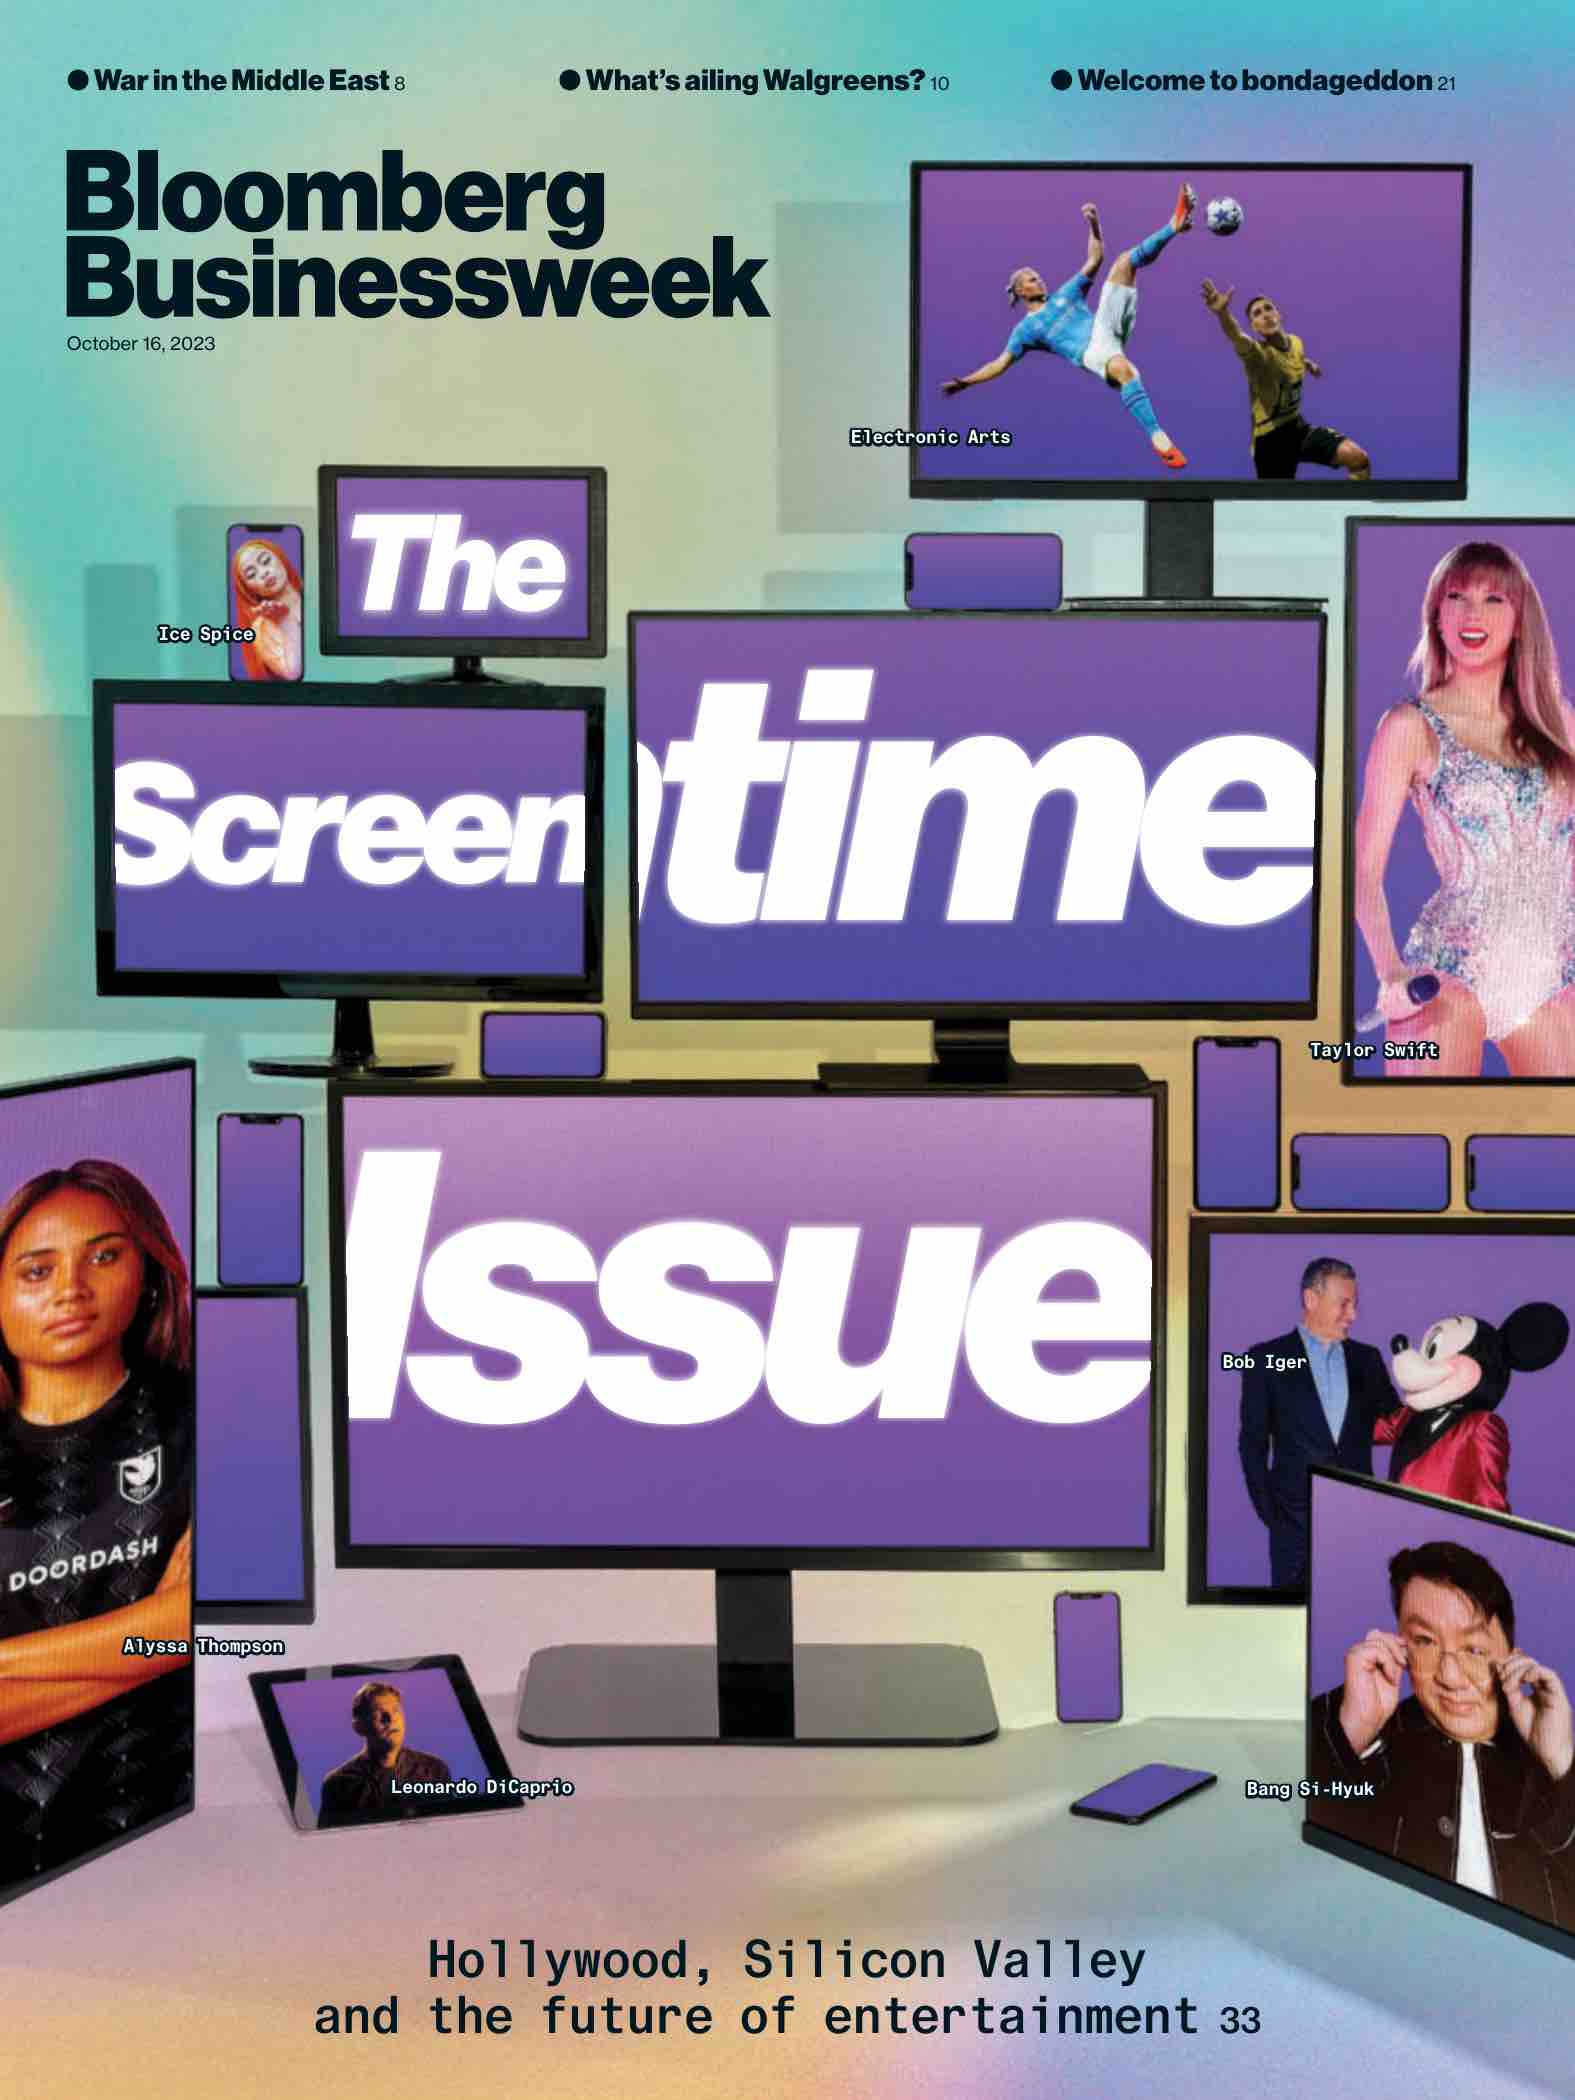 ● War in the Middle East 8
● What's ailing Walgreens? 10
● Welcome to bondageddon 21
Bloomberg
Businessweek
October 16, 2023
Electronic Arts
The
Ice Spice
Screen
time
Taylor Swift
Issue
Bob Iger
DOORDASH
Alyssa Thompson
Leonardo DiCaprio
Bang Si-Hyuk
Hollywood, Silicon Valley
and the future of entertainment 33